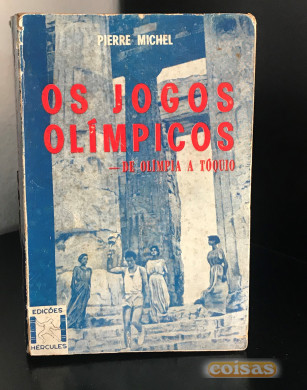 PIERRE MICHEL
OS JOGOS
OLÍMPICOS
— DE OLÍMPIA A TÓQUIO
EDIÇÕES
HÉRCULES
coisas